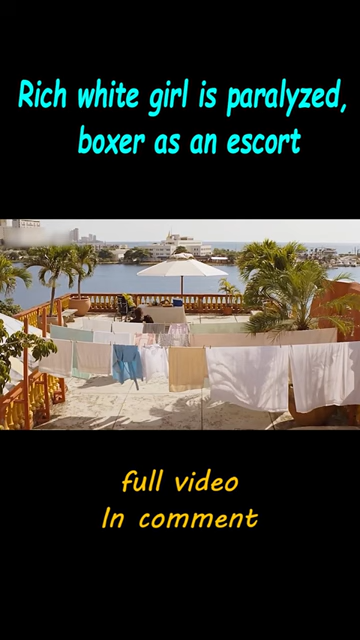 Rich white girl is paralyzed,
boxer as an escort
full video
In comment